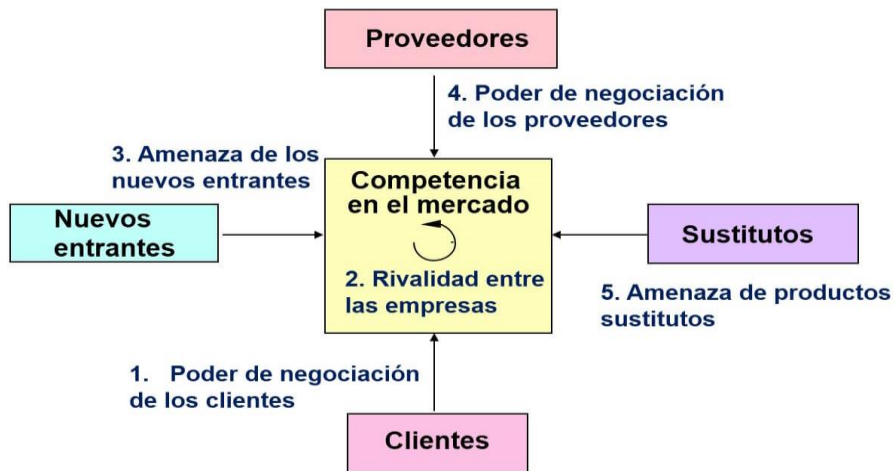 Proveedores
4. Poder de negociación
de los proveedores
3. Amenaza de los
nuevos entrantes
Competencia
en el mercado
Nuevos
entrantes
Sustitutos
2. Rivalidad entre
las empresas
5. Amenaza de productos
sustitutos
1. Poder de negociación
de los clientes
Clientes